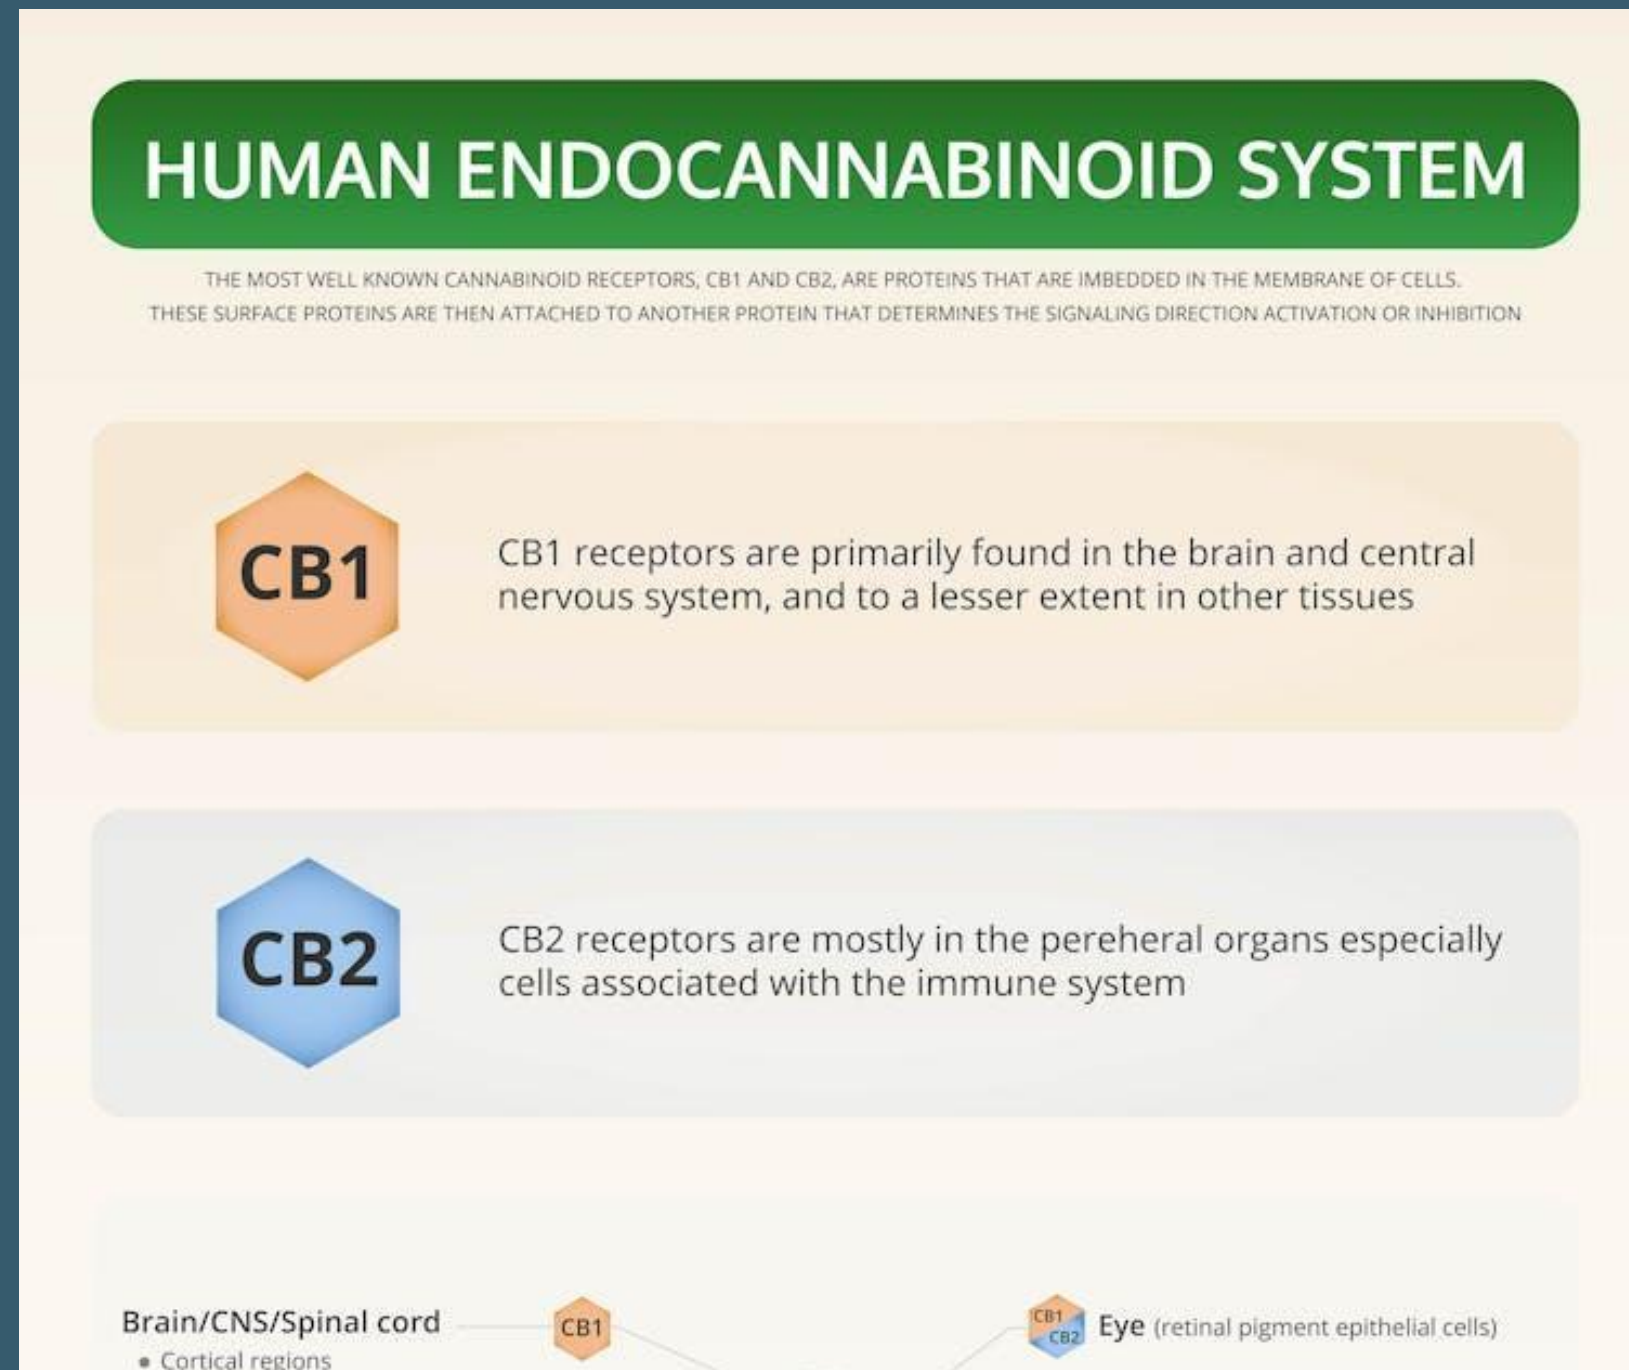 HUMAN ENDOCANNABINOID SYSTEM
THE MOST WELL KNOWN CANNABINOID RECEPTORS, CB1 AND CB2, ARE PROTEINS THAT ARE IMBEDDED IN THE MEMBRANE OF CELLS.
THESE SURFACE PROTEINS ARE THEN ATTACHED TO ANOTHER PROTEIN THAT DETERMINES THE SIGNALING DIRECTION ACTIVATION OR INHIBITION
CB1
CB1 receptors are primarily found in the brain and central
nervous system, and to a lesser extent in other tissues
CB2
CB2 receptors are mostly in the pereheral organs especially
cells associated with the immune system
Brain/CNS/Spinal cord
• Cortical regions
CB1
CB1
CB2
Eye (retinal pigment epithelial cells)